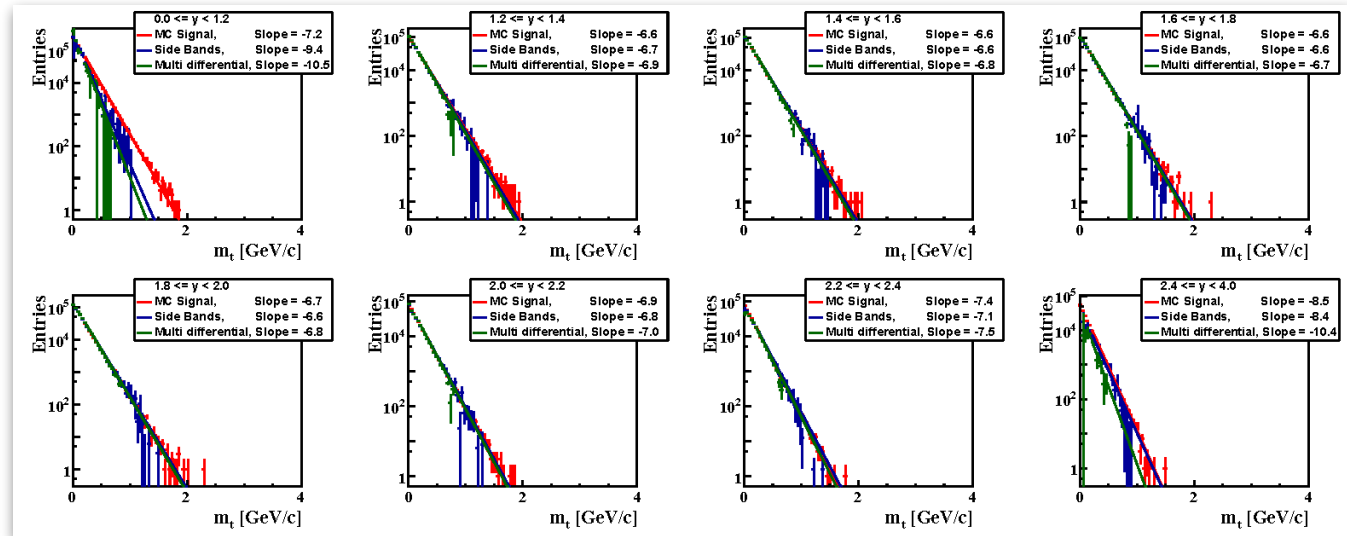 0.0 <= y < 1.2
MC Signal, Slope = -7.2
Side Bands, Slope = -9.4
Multi differential, Slope = -10.5
Entries
10^5
10^4
10^2
1
0 2 4
m_t [GeV/c]
1.2 <= y < 1.4
MC Signal, Slope = -6.6
Side Bands, Slope = -6.7
Multi differential, Slope = -6.9
Entries
10^5
10^4
10^2
1
0 2 4
m_t [GeV/c]
1.4 <= y < 1.6
MC Signal, Slope = -6.6
Side Bands, Slope = -6.6
Multi differential, Slope = -6.8
Entries
10^5
10^4
10^2
1
0 2 4
m_t [GeV/c]
1.6 <= y < 1.8
MC Signal, Slope = -6.6
Side Bands, Slope = -6.6
Multi differential, Slope = -6.7
Entries
10^5
10^4
10^2
1
0 2 4
m_t [GeV/c]
1.8 <= y < 2.0
MC Signal, Slope = -6.7
Side Bands, Slope = -6.6
Multi differential, Slope = -6.8
Entries
10^5
10^4
10^2
1
0 2 4
m_t [GeV/c]
2.0 <= y < 2.2
MC Signal, Slope = -6.9
Side Bands, Slope = -6.8
Multi differential, Slope = -7.0
Entries
10^5
10^4
10^2
1
0 2 4
m_t [GeV/c]
2.2 <= y < 2.4
MC Signal, Slope = -7.4
Side Bands, Slope = -7.1
Multi differential, Slope = -7.5
Entries
10^5
10^4
10^2
1
0 2 4
m_t [GeV/c]
2.4 <= y < 4.0
MC Signal, Slope = -8.5
Side Bands, Slope = -8.4
Multi differential, Slope = -10.4
Entries
10^5
10^4
10^2
1
0 2 4
m_t [GeV/c]